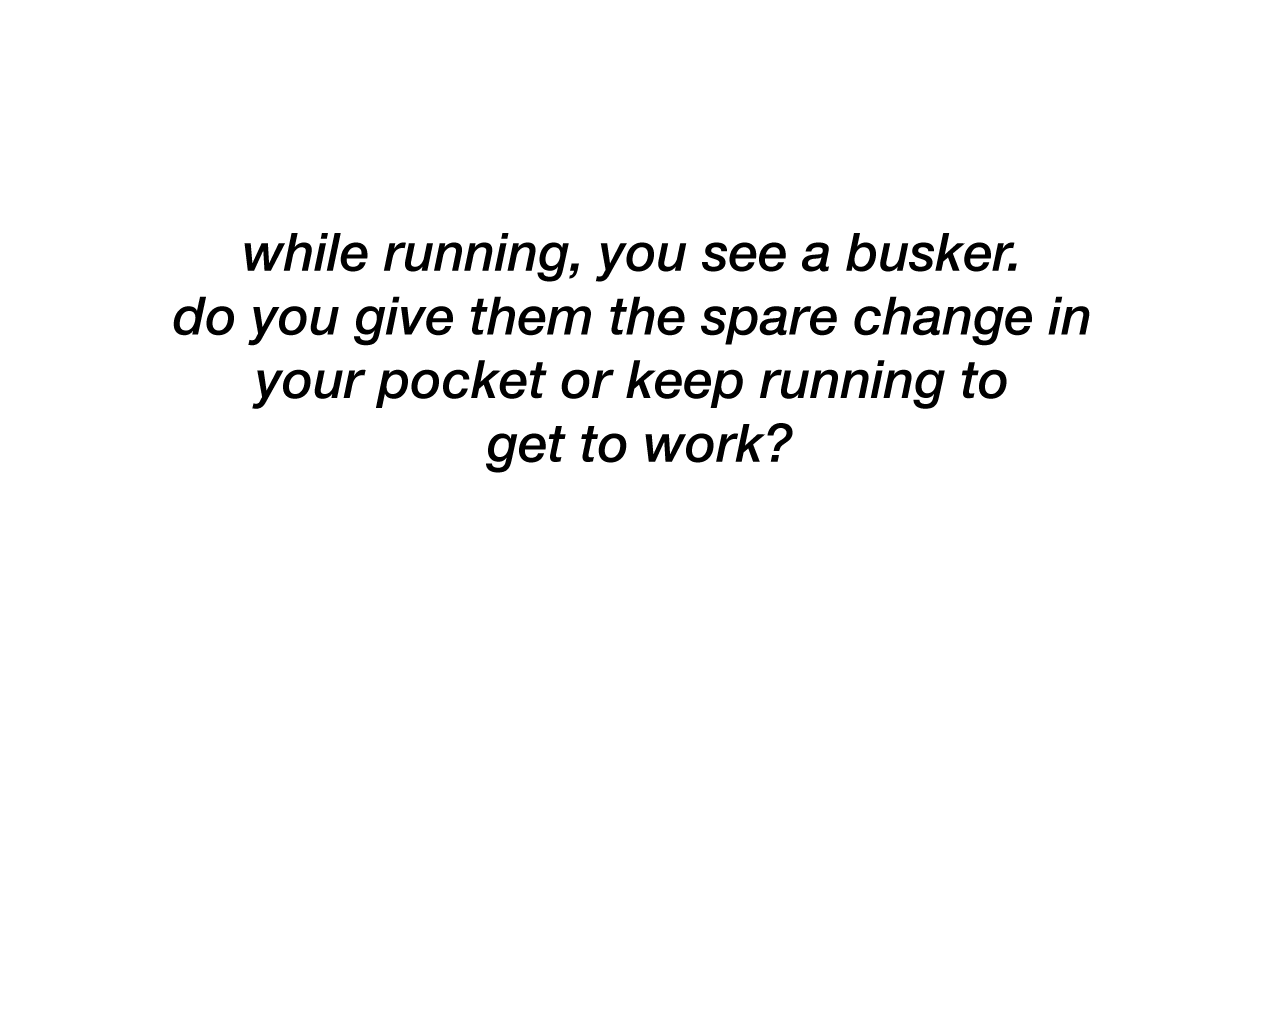 while running, you see a busker.
do you give them the spare change in
your pocket or keep running to
get to work?